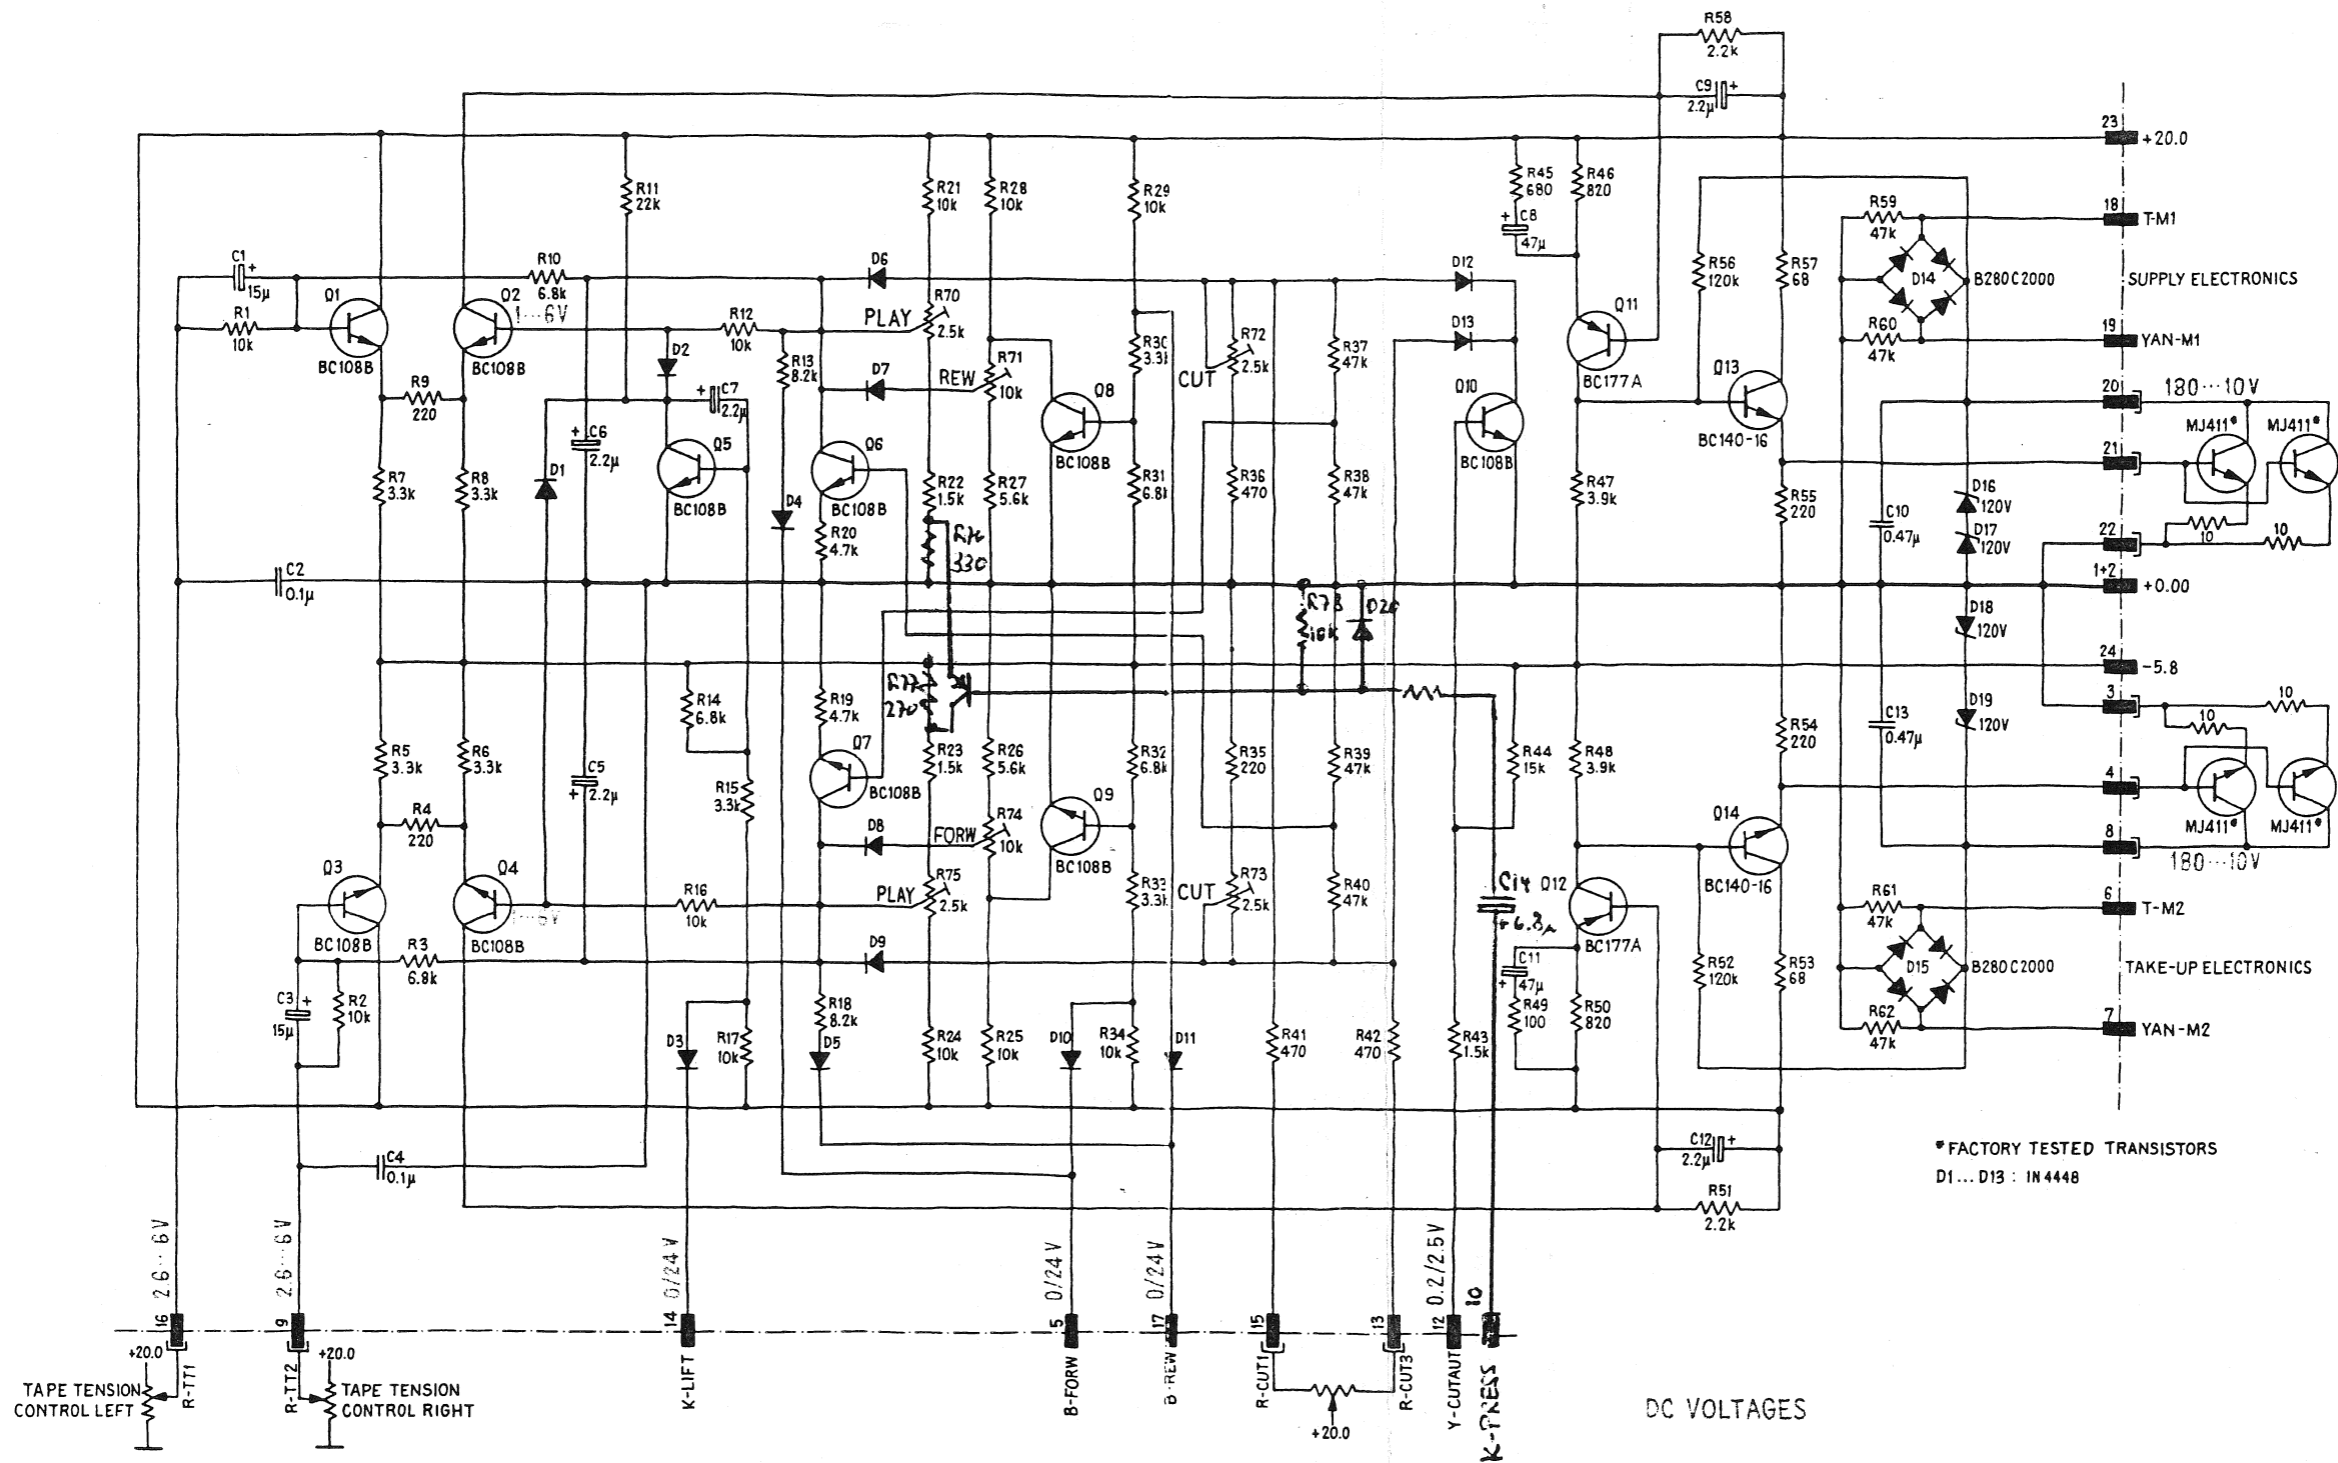 R58
2.2k
C9 +
2.2µ
23
+20.0
R11
22k
R21
10k
R28
10k
R29
10k
R45
680
R46
820
+ C8
47µ
R59
47k
18
T-M1
C1 +
15µ
R10
6.8k
D6
D12
R56
120k
R57
68
D14
B280C2000
SUPPLY ELECTRONICS
R1
10k
Q1
BC108B
Q2
1...6V
BC108B
R12
10k
PLAY
R70
2.5k
D13
Q11
BC177A
R60
47k
19
YAN-M1
D2
R13
8.2k
D7
REW
R71
10k
R30
3.3k
CUT
R72
2.5k
R37
47k
R9
220
+ C7
2.2µ
Q8
BC108B
Q10
BC108B
Q13
BC140-16
20
180...10V
MJ411*
MJ411*
21
+ C6
2.2µ
Q5
BC108B
Q6
BC108B
R7
3.3k
R8
3.3k
D1
D4
R22
1.5k
R27
5.6k
R31
6.8k
R36
470
R38
47k
R47
3.9k
R55
220
D16
120V
C10
0.47µ
D17
120V
10
10
22
R20
4.7k
R76
330
C2
0.1µ
1+2
+0.00
R78
10K
D20
D18
120V
24
-5.8
R14
6.8k
R19
4.7k
R77
270
C13
0.47µ
D19
120V
3
10
10
R5
3.3k
R6
3.3k
C5
+ 2.2µ
R15
3.3k
Q7
BC108B
R23
1.5k
R26
5.6k
R32
6.8k
R35
220
R39
47k
R44
15k
R48
3.9k
R54
220
4
MJ411*
MJ411*
R4
220
D8
FORW
R74
10k
Q9
BC108B
Q14
BC140-16
8
180...10V
Q3
BC108B
Q4
BC108B
R16
10k
PLAY
R75
2.5k
R33
3.3k
CUT
R73
2.5k
R40
47k
C14
+ 6.8µ
Q12
BC177A
R61
47k
6
T-M2
R3
6.8k
D9
C11
+ 47µ
R49
100
R50
820
R52
120k
R53
68
D15
B280C2000
TAKE-UP ELECTRONICS
C3 +
15µ
R2
10k
R18
8.2k
D5
D3
R17
10k
R24
10k
R25
10k
D10
R34
10k
D11
R41
470
R42
470
R43
1.5k
R62
47k
7
YAN-M2
C4
0.1µ
C12 +
2.2µ
R51
2.2k
*FACTORY TESTED TRANSISTORS
D1...D13 : 1N4448
2.6...6V
2.6...6V
0/24V
0/24V
0/24V
0.2/2.5V
16
9
14
5
17
15
13
12
10
+20.0
TAPE TENSION
CONTROL LEFT
R-TT1
R-TT2
+20.0
TAPE TENSION
CONTROL RIGHT
K-LIFT
B-FORW
B-REW
R-CUT1
+20.0
R-CUT3
Y-CUTAUT
K-PRESS
DC VOLTAGES